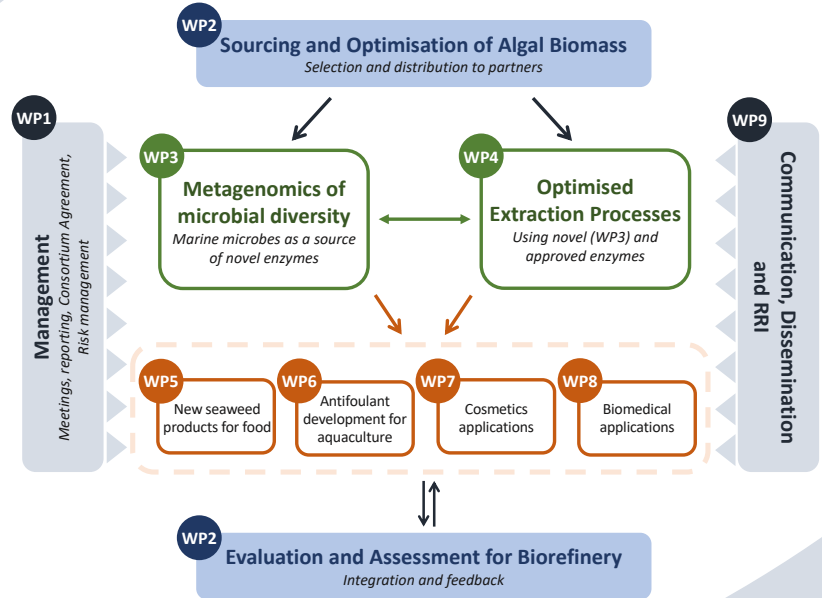 WP2
Sourcing and Optimisation of Algal Biomass
Selection and distribution to partners
WP1
Management
Meetings, reporting, Consortium Agreement,
Risk management
WP9
Communication, Dissemination
and RRI
WP3
Metagenomics of
microbial diversity
Marine microbes as a source
of novel enzymes
WP4
Optimised
Extraction Processes
Using novel (WP3) and
approved enzymes
WP5
New seaweed
products for food
WP6
Antifoulant
development for
aquaculture
WP7
Cosmetics
applications
WP8
Biomedical
applications
WP2
Evaluation and Assessment for Biorefinery
Integration and feedback